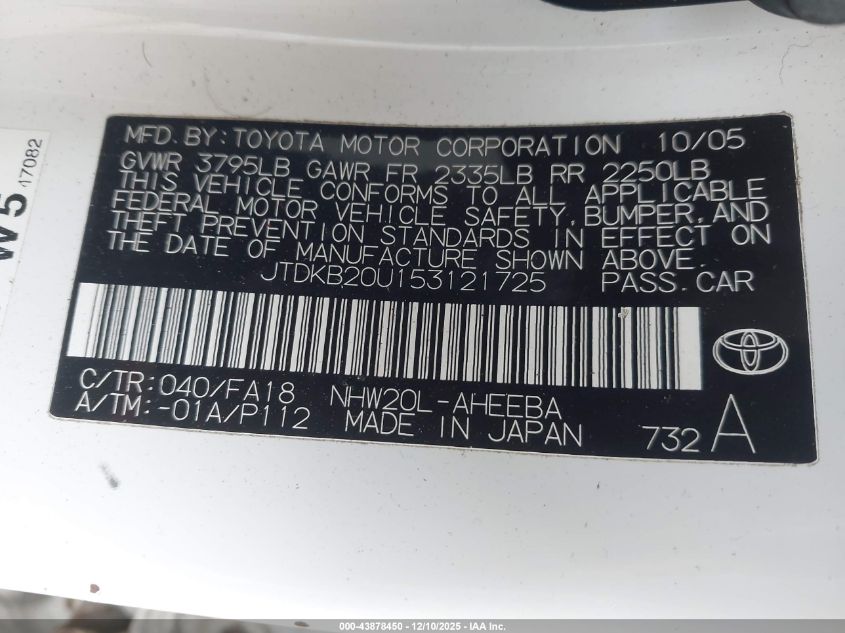 MFD. BY: TOYOTA MOTOR CORPORATION 10/05
GVWR 3795LB GAWR FR 2335LB RR 2250LB
THIS VEHICLE CONFORMS TO ALL APPLICABLE
FEDERAL MOTOR VEHICLE SAFETY, BUMPER, AND
THEFT PREVENTION STANDARDS IN EFFECT ON
THE DATE OF MANUFACTURE SHOWN ABOVE.
JTDKB20U153121725 PASS.CAR
C/TR: 040/FA18 NHW20L-AHEEBA
A/TM: -01A/P112 MADE IN JAPAN
732 A
W5
17082
000-43878450 - 12/10/2025 - IAA Inc.